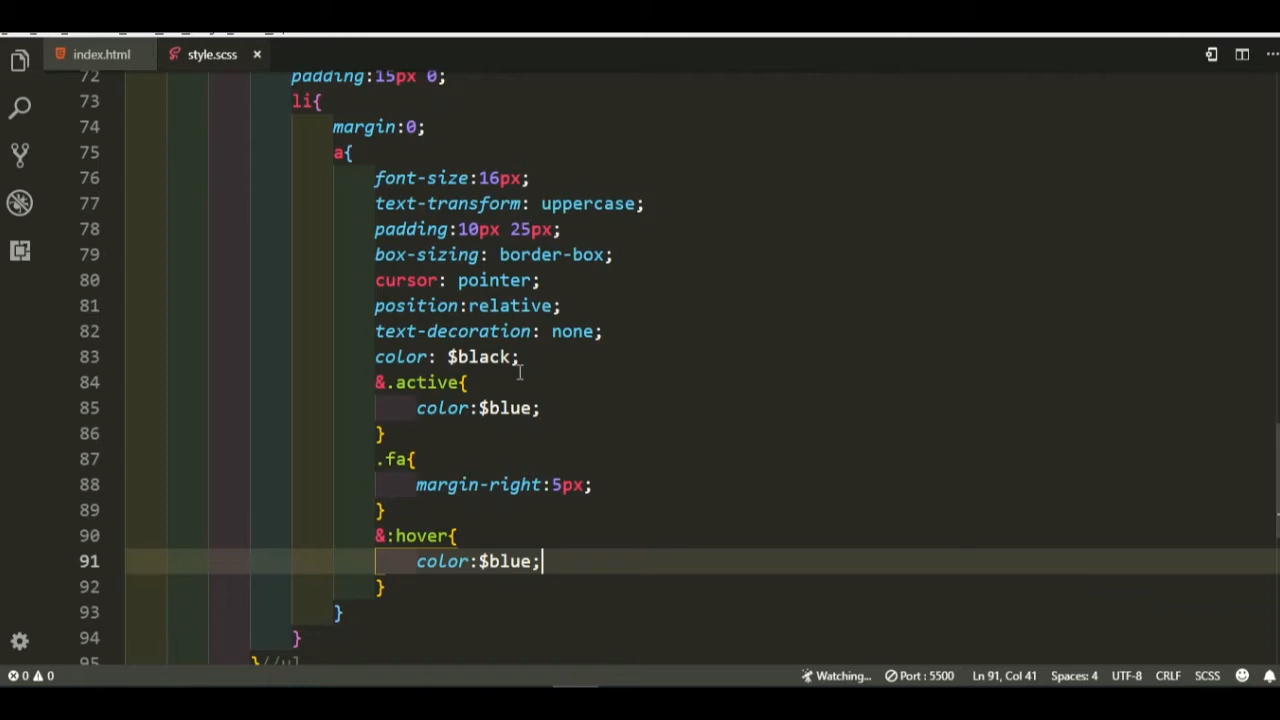 index.html style.scss ×
72 padding:15px 0;
73 li{
74 margin:0;
75 a{
76 font-size:16px;
77 text-transform: uppercase;
78 padding:10px 25px;
79 box-sizing: border-box;
80 cursor: pointer;
81 position:relative;
82 text-decoration: none;
83 color: $black;
84 &.active{
85 color:$blue;
86 }
87 .fa{
88 margin-right:5px;
89 }
90 &:hover{
91 color:$blue;
92 }
93 }
94 }
95 }//ul
0 0 Watching... Port : 5500 Ln 91, Col 41 Spaces: 4 UTF-8 CRLF SCSS